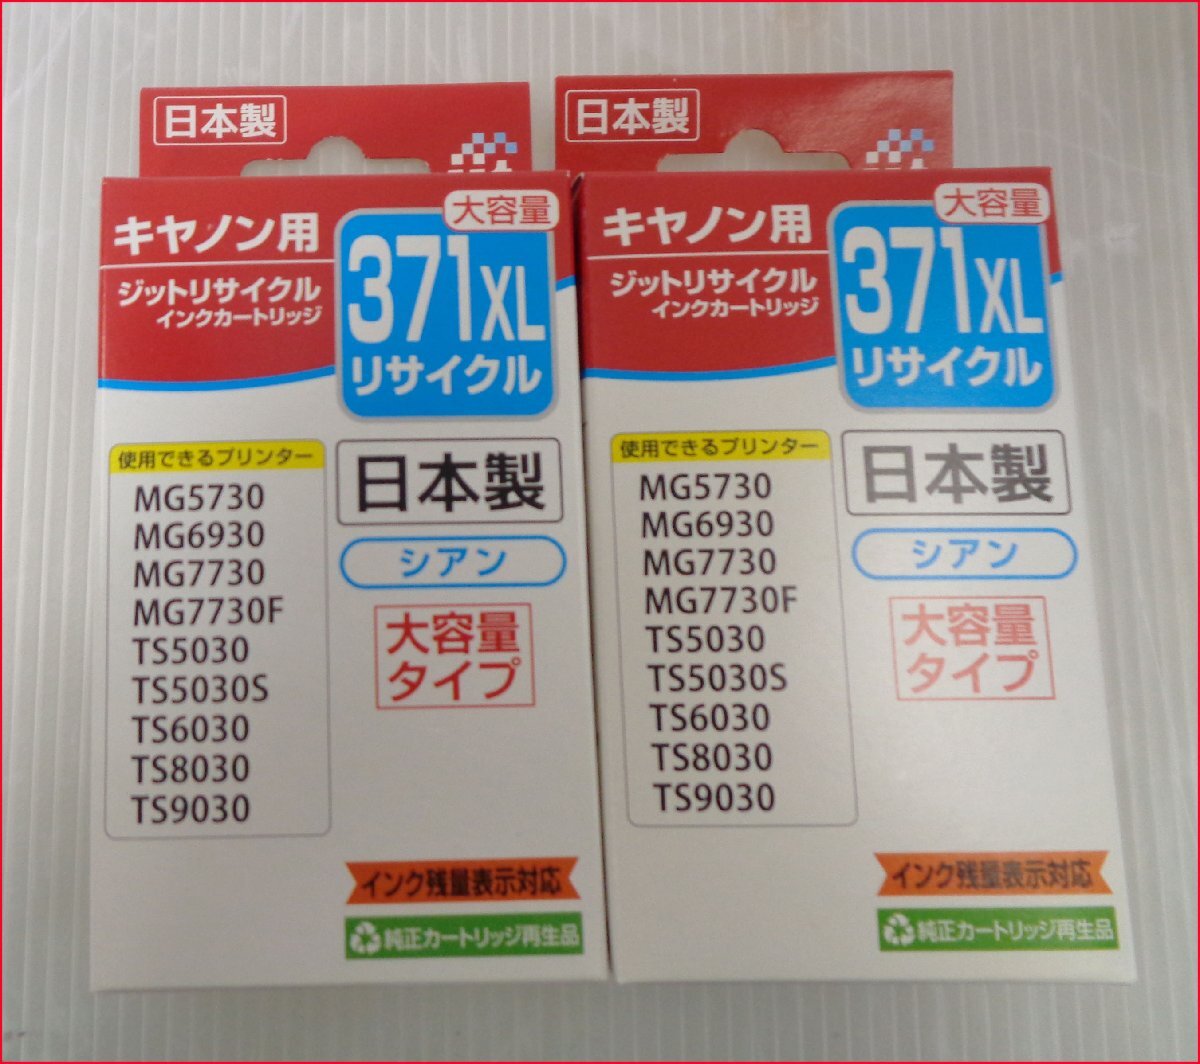 日本製
大容量
キヤノン用
371XL
ジットリサイクル
インクカートリッジ
リサイクル
使用できるプリンター
MG5730
MG6930
MG7730
MG7730F
TS5030
TS5030S
TS6030
TS8030
TS9030
日本製
シアン
大容量
タイプ
インク残量表示対応
純正カートリッジ再生品
日本製
大容量
キヤノン用
371XL
ジットリサイクル
インクカートリッジ
リサイクル
使用できるプリンター
MG5730
MG6930
MG7730
MG7730F
TS5030
TS5030S
TS6030
TS8030
TS9030
日本製
シアン
大容量
タイプ
インク残量表示対応
純正カートリッジ再生品